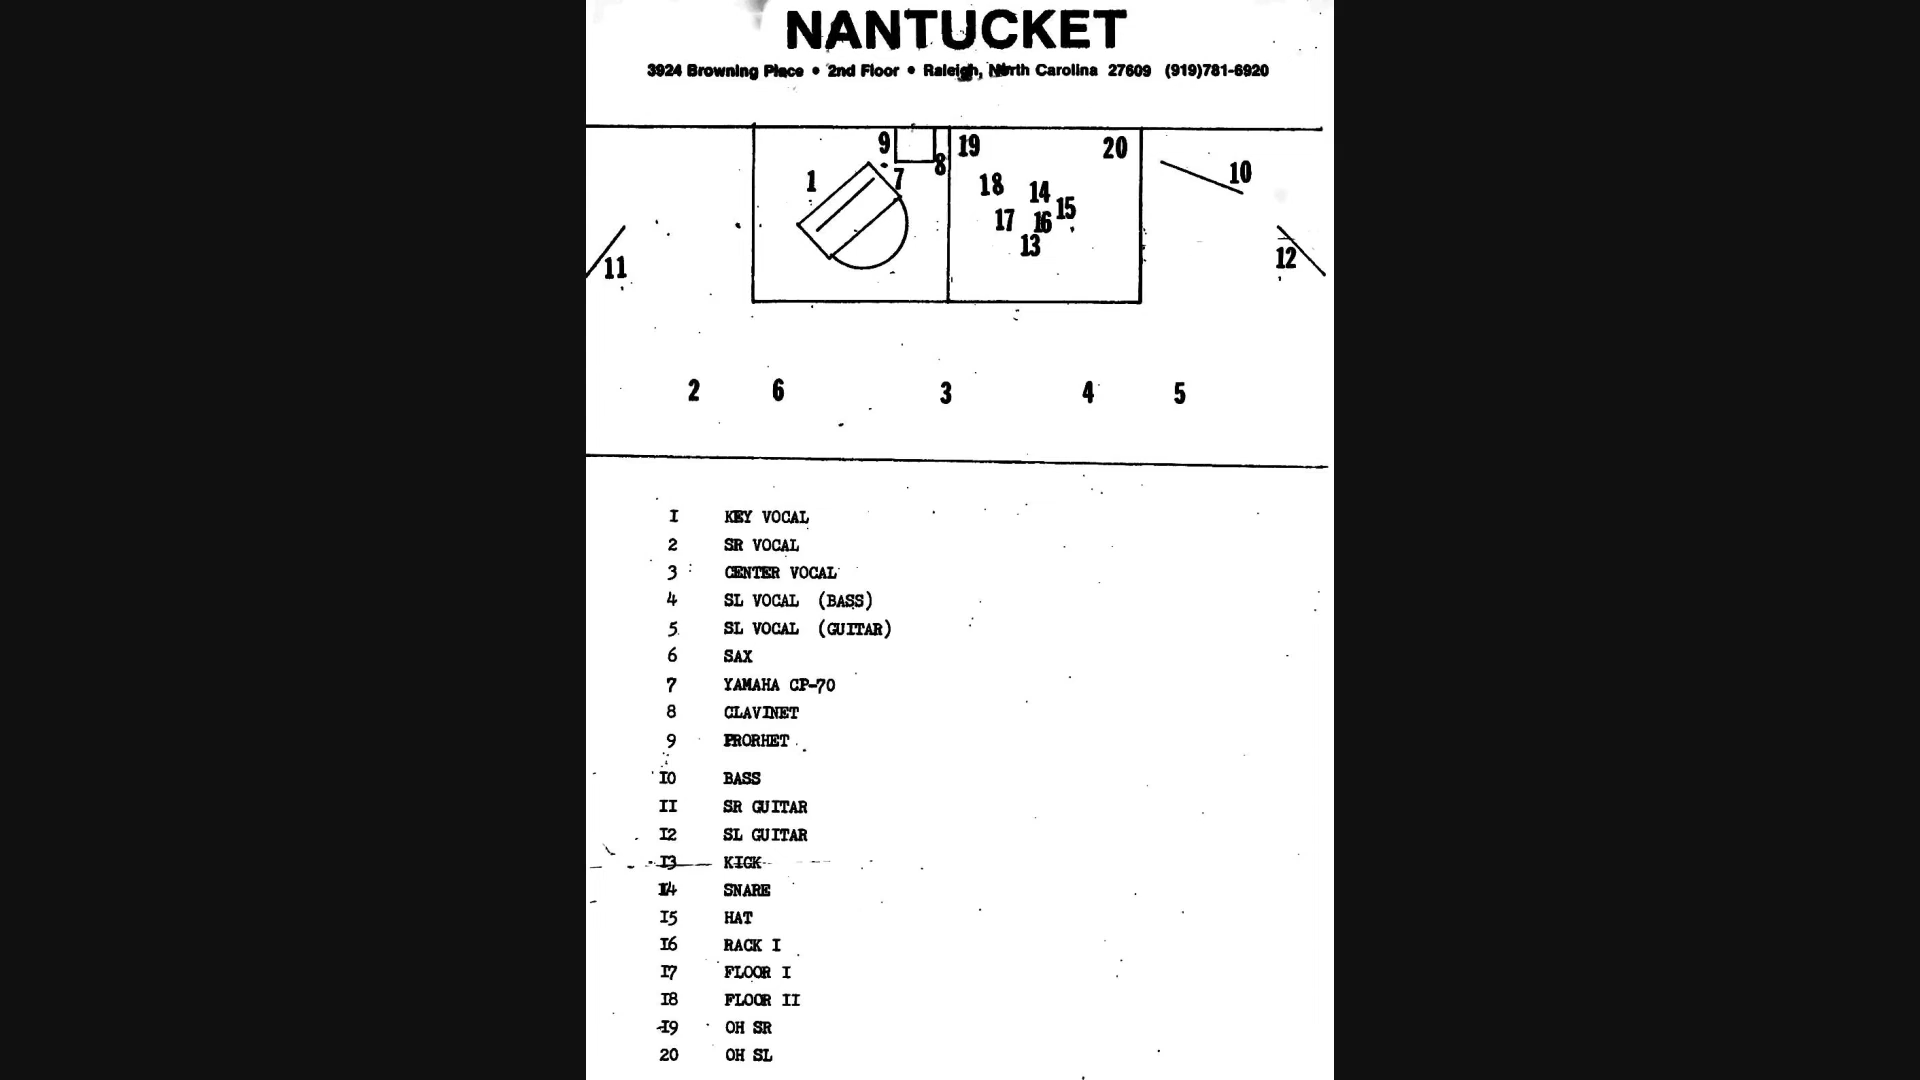 NANTUCKET
3924 Browning Place • 2nd Floor • Raleigh, North Carolina 27609 (919)781-6920
9 19 20
8
1 7 18 14 10
17 16 15
13
11 12
2 6 3 4 5
I KEY VOCAL
2 SR VOCAL
3 CENTER VOCAL
4 SL VOCAL (BASS)
5 SL VOCAL (GUITAR)
6 SAX
7 YAMAHA CP-70
8 CLAVINET
9 PRORHET
I0 BASS
II SR GUITAR
I2 SL GUITAR
I3 KICK
I4 SNARE
I5 HAT
I6 RACK I
I7 FLOOR I
I8 FLOOR II
I9 OH SR
20 OH SL